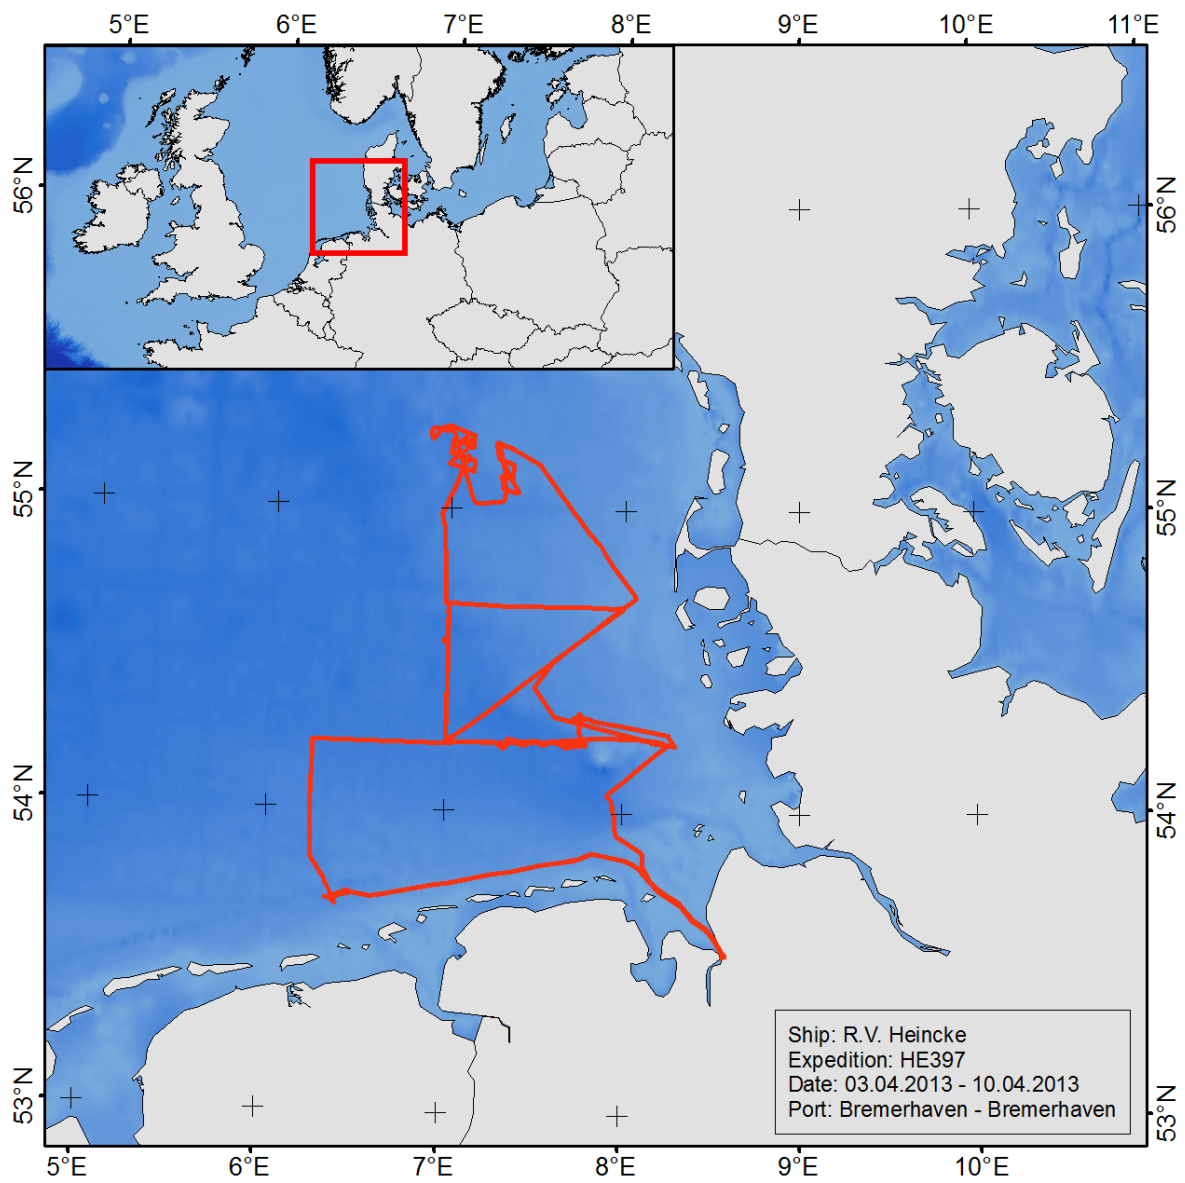 5°E 6°E 7°E 8°E 9°E 10°E 11°E
56°N 56°N
55°N 55°N
54°N 54°N
53°N 53°N
Ship: R.V. Heincke
Expedition: HE397
Date: 03.04.2013 - 10.04.2013
Port: Bremerhaven - Bremerhaven
5°E 6°E 7°E 8°E 9°E 10°E